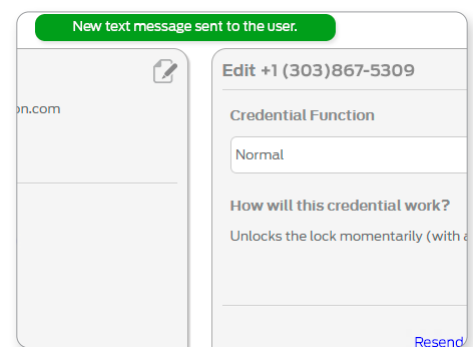 New text message sent to the user.
on.com
Edit +1 (303)867-5309
Credential Function
Normal
How will this credential work?
Unlocks the lock momentarily (with
Resend